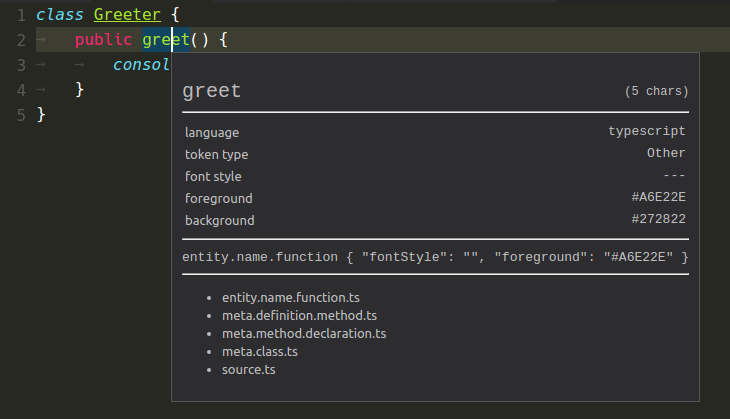 1 class Greeter {
2 → public greet() {
3 → → consol
4 → }
5 }
greet (5 chars)
language typescript
token type Other
font style ---
foreground #A6E22E
background #272822
entity.name.function { "fontStyle": "", "foreground": "#A6E22E" }
• entity.name.function.ts
• meta.definition.method.ts
• meta.method.declaration.ts
• meta.class.ts
• source.ts